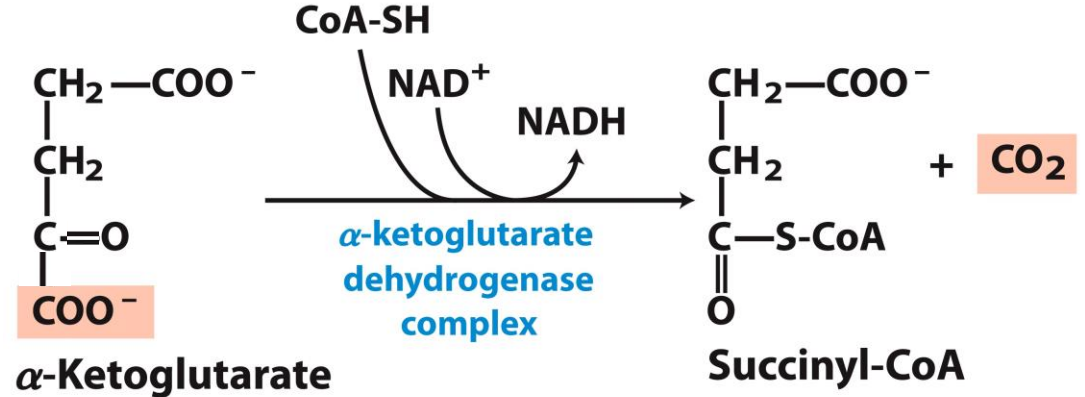 CoA-SH
NAD⁺
NADH
CH₂—COO⁻
CH₂
C=O
COO⁻
α-Ketoglutarate
α-ketoglutarate
dehydrogenase
complex
CH₂—COO⁻
CH₂
C—S-CoA
O
Succinyl-CoA
+ CO₂